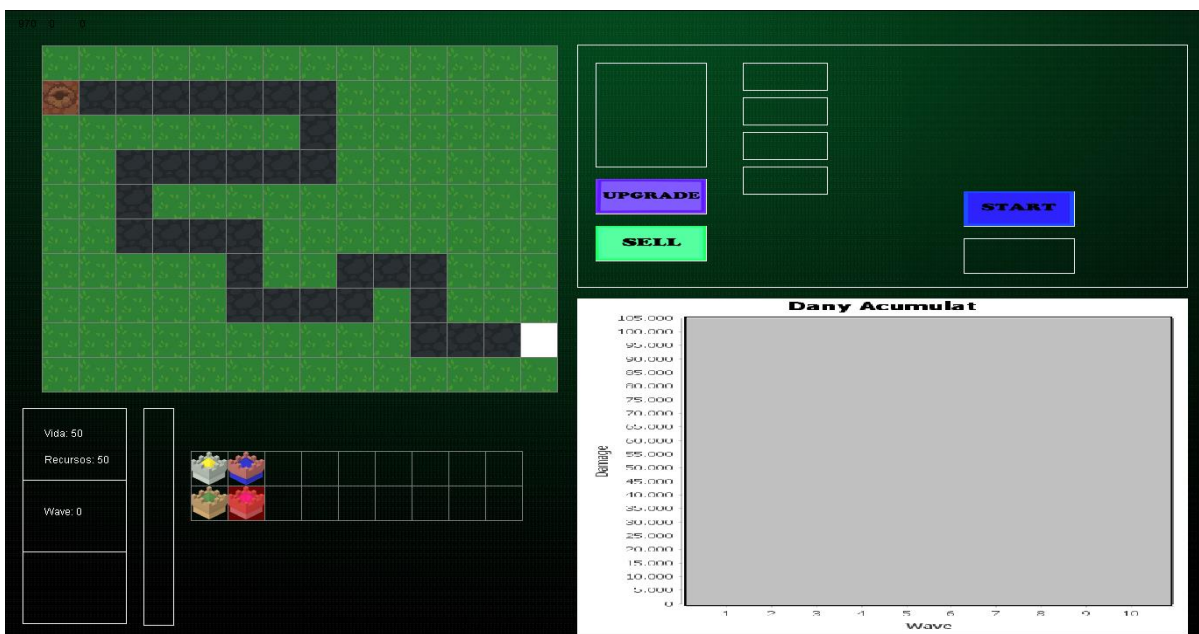 970 0 0
UPGRADE
SELL
START
Vida: 50
Recursos: 50
Wave: 0
Dany Acumulat
105.000
100.000
95.000
90.000
85.000
80.000
75.000
70.000
65.000
60.000
55.000
50.000
45.000
40.000
35.000
30.000
25.000
20.000
15.000
10.000
5.000
0
Damage
1 2 3 4 5 6 7 8 9 10
Wave